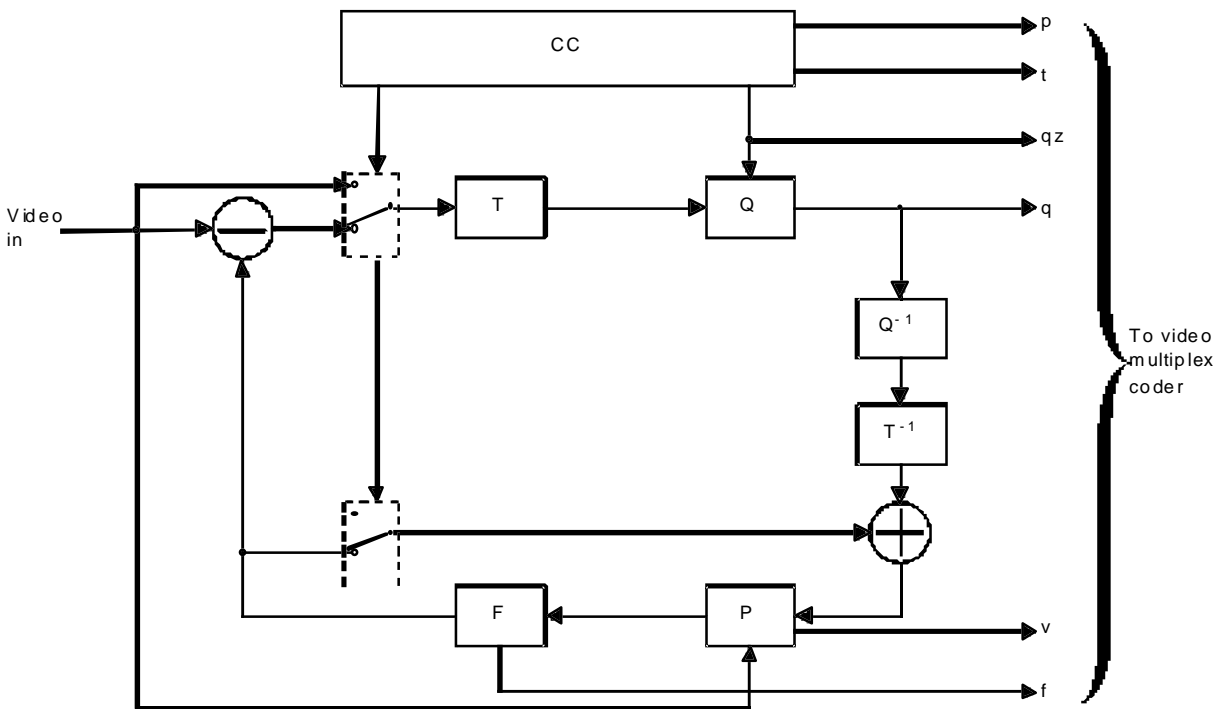 CC
p
t
qz
Video
in
T
Q
q
Q-1
To video
multiplex
coder
T-1
F
P
v
f